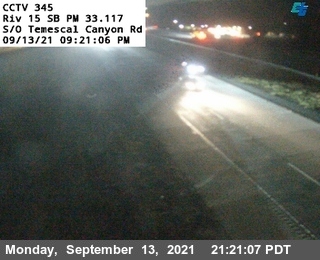 CCTV 345
Riv 15 SB PM 33.117
S/O Temescal Canyon Rd
09/13/21 09:21:06 PM
Monday, September 13, 2021 21:21:07 PDT